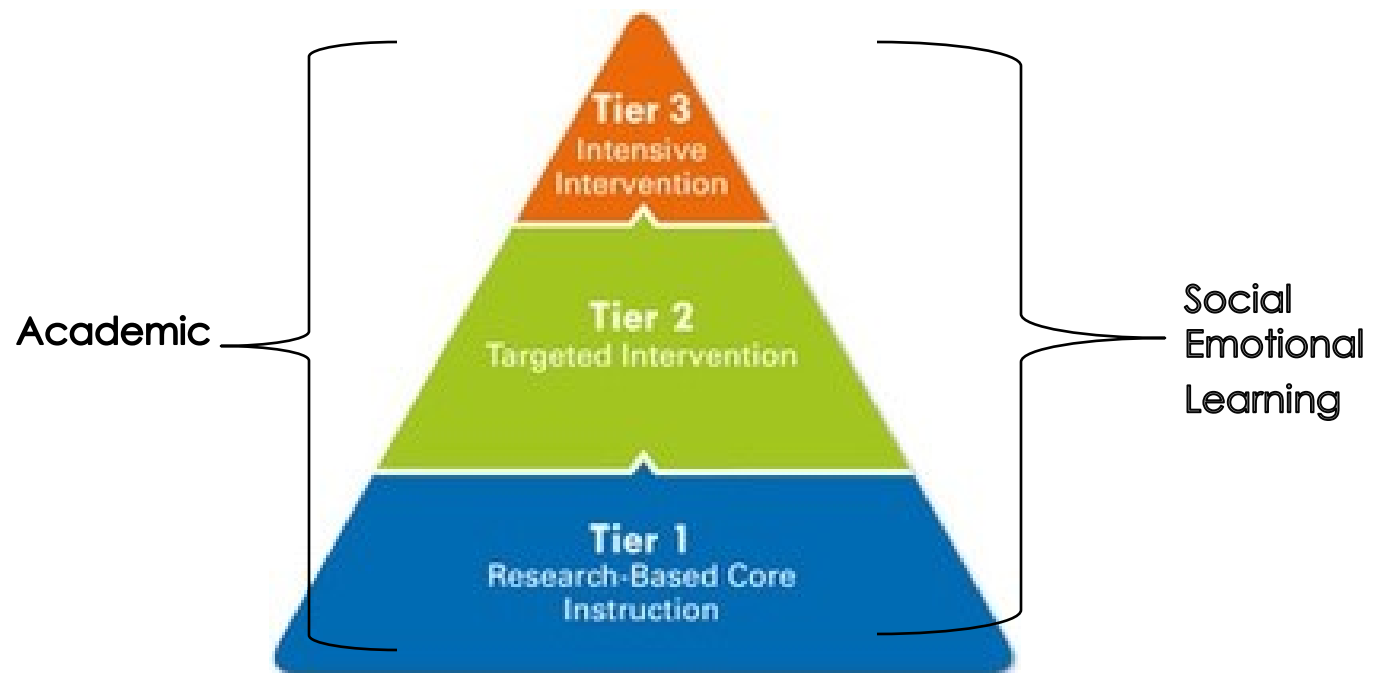 Tier 3
Intensive
Intervention
Tier 2
Targeted Intervention
Academic
Social
Emotional
Learning
Tier 1
Research-Based Core
Instruction